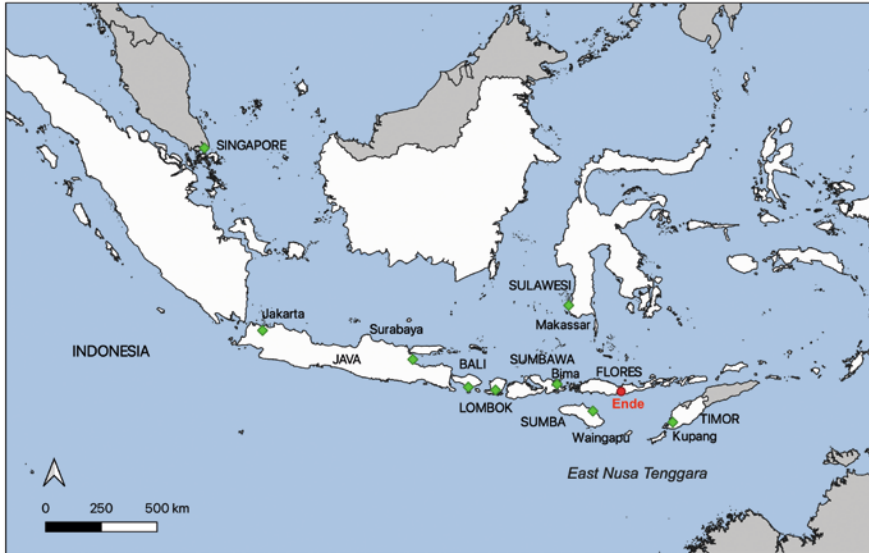 SINGAPORE
SULAWESI
Jakarta
Makassar
Surabaya
INDONESIA
JAVA
BALI
SUMBAWA
Bima
FLORES
LOMBOK
Ende
SUMBA
TIMOR
Waingapu
Kupang
East Nusa Tenggara
0 250 500 km